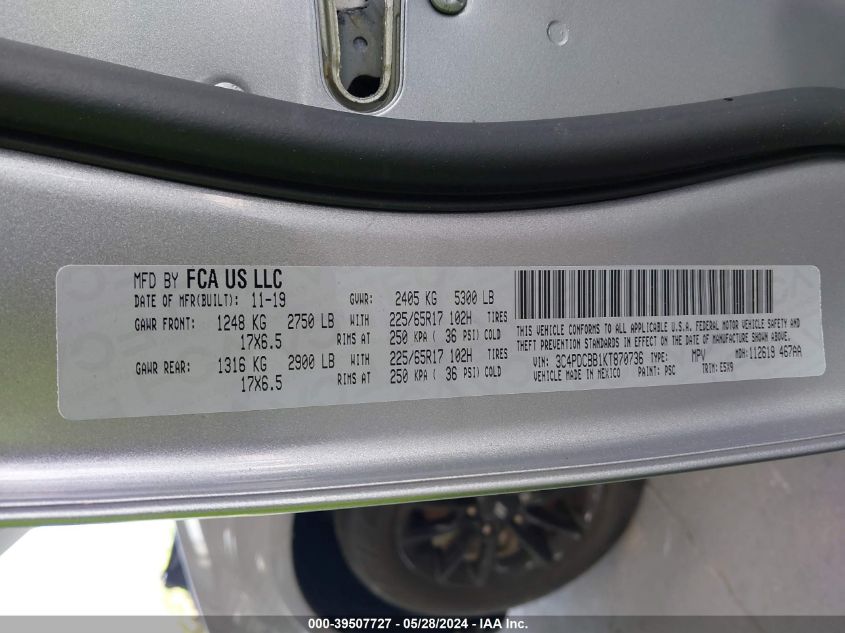 MFD BY FCA US LLC
DATE OF MFR(BUILT): 11-19 GVWR: 2405 KG 5300 LB
GAWR FRONT: 1248 KG 2750 LB WITH 225/65R17 102H TIRES
17X6.5 RIMS AT 250 KPA ( 36 PSI) COLD
GAWR REAR: 1316 KG 2900 LB WITH 225/65R17 102H TIRES
17X6.5 RIMS AT 250 KPA ( 36 PSI) COLD
THIS VEHICLE CONFORMS TO ALL APPLICABLE U.S.A. FEDERAL MOTOR VEHICLE SAFETY AND
THEFT PREVENTION STANDARDS IN EFFECT ON THE DATE OF MANUFACTURE SHOWN ABOVE.
VIN: 3C4PDCBB1KT870736 TYPE: MPV MDH: 112619 467AA
VEHICLE MADE IN MEXICO PAINT: PSC TRIM: ESX9
000-39507727 - 05/28/2024 - IAA Inc.